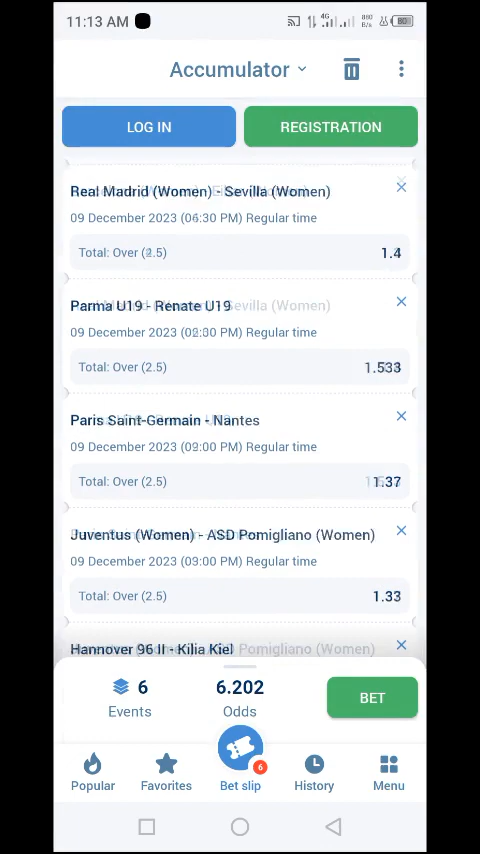 11:13 AM
4G
80
Accumulator
LOG IN
REGISTRATION
Real Madrid (Women) - Sevilla (Women)
09 December 2023 (06:30 PM) Regular time
Total: Over (2.5)
1.4
Parma U19 - Renate U19
09 December 2023 (02:30 PM) Regular time
Total: Over (2.5)
1.533
Paris Saint-Germain - Nantes
09 December 2023 (09:00 PM) Regular time
Total: Over (2.5)
1.37
Juventus (Women) - ASD Pomigliano (Women)
09 December 2023 (03:00 PM) Regular time
Total: Over (2.5)
1.33
Hannover 96 II - Kilia Kiel
6
6.202
Events
Odds
BET
6
Popular
Favorites
Bet slip
History
Menu